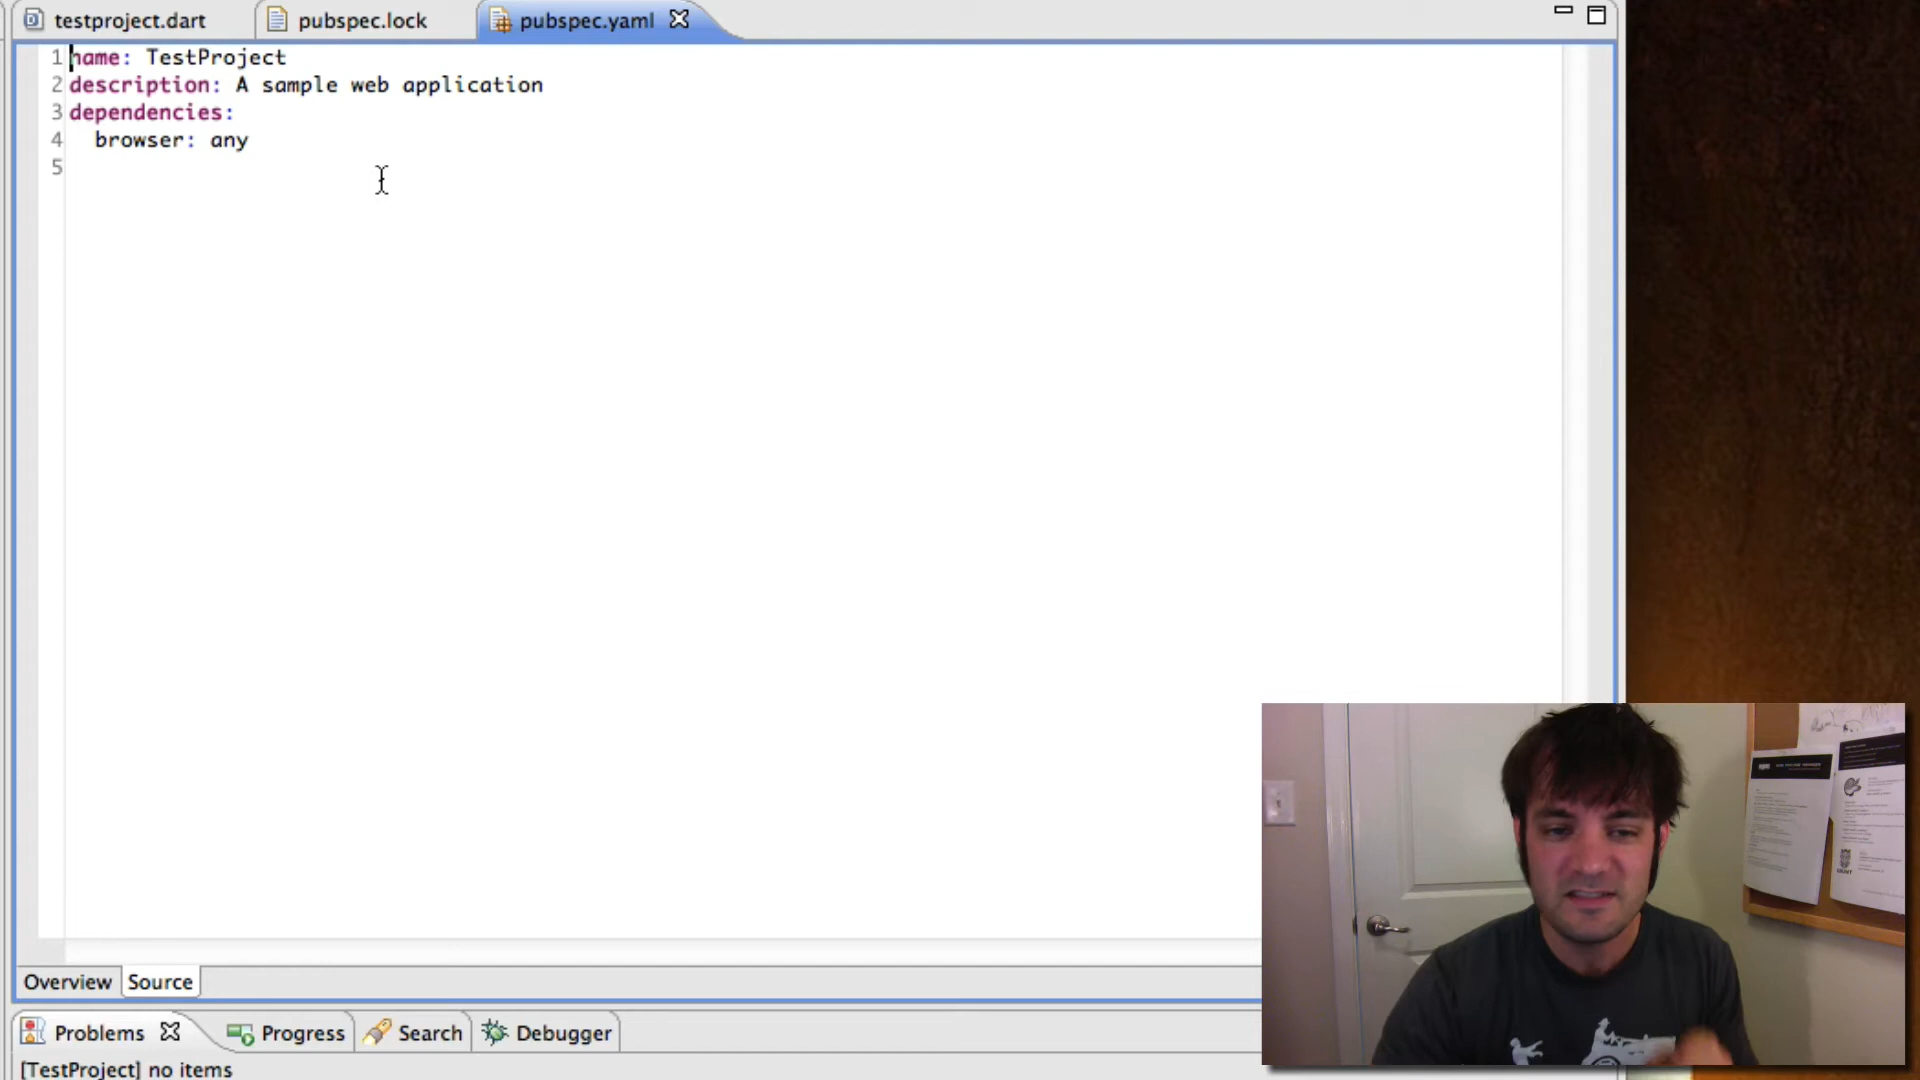 testproject.dart
pubspec.lock
pubspec.yaml
1 name: TestProject
2 description: A sample web application
3 dependencies:
4 browser: any
5
Overview
Source
Problems
Progress
Search
Debugger
[TestProject] no items